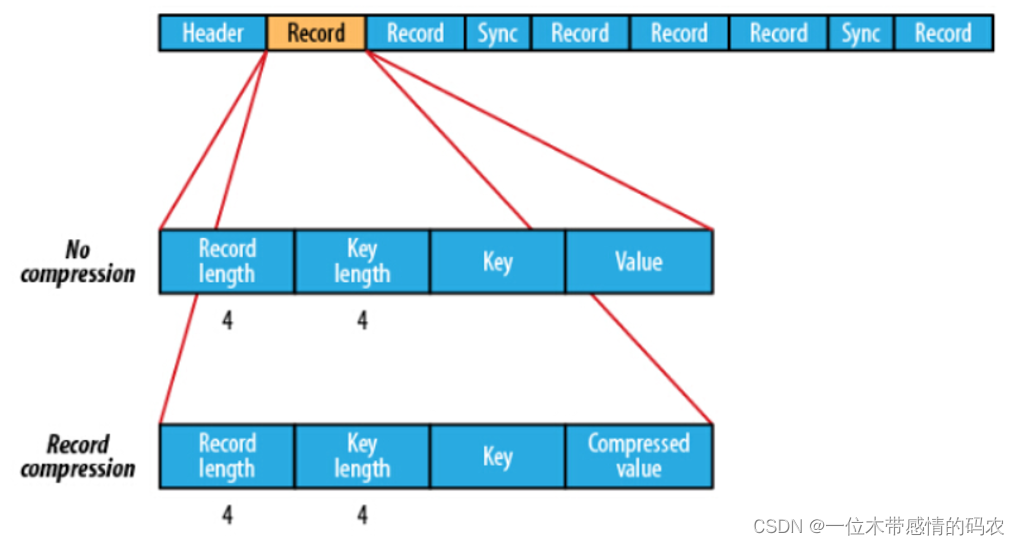 Header Record Record Sync Record Record Record Sync Record
No
compression
Record
length
Key
length
Key
Value
4 4
Record
compression
Record
length
Key
length
Key
Compressed
value
4 4
CSDN @一位木带感情的码农